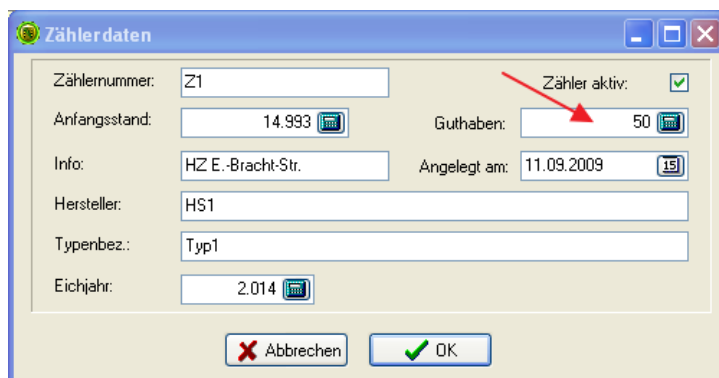 Zählerdaten
Zählernummer: Z1 Zähler aktiv:
Anfangsstand: 14.993 Guthaben: 50
Info: HZ E.-Bracht-Str. Angelegt am: 11.09.2009 15
Hersteller: HS1
Typenbez.: Typ1
Eichjahr: 2.014
Abbrechen OK